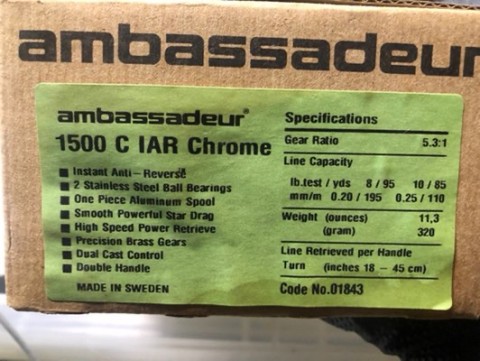 ambassadeur
ambassadeur®
1500 C IAR Chrome
Instant Anti-Reverse
2 Stainless Steel Ball Bearings
One Piece Aluminum Spool
Smooth Powerful Star Drag
High Speed Power Retrieve
Precision Brass Gears
Dual Cast Control
Double Handle
MADE IN SWEDEN
Specifications
Gear Ratio 5.3:1
Line Capacity
lb.test / yds 8 / 95 10 / 85
mm/m 0.20 / 195 0.25 / 110
Weight (ounces) 11,3
(gram) 320
Line Retrieved per Handle
Turn (inches 18 - 45 cm)
Code No.01843